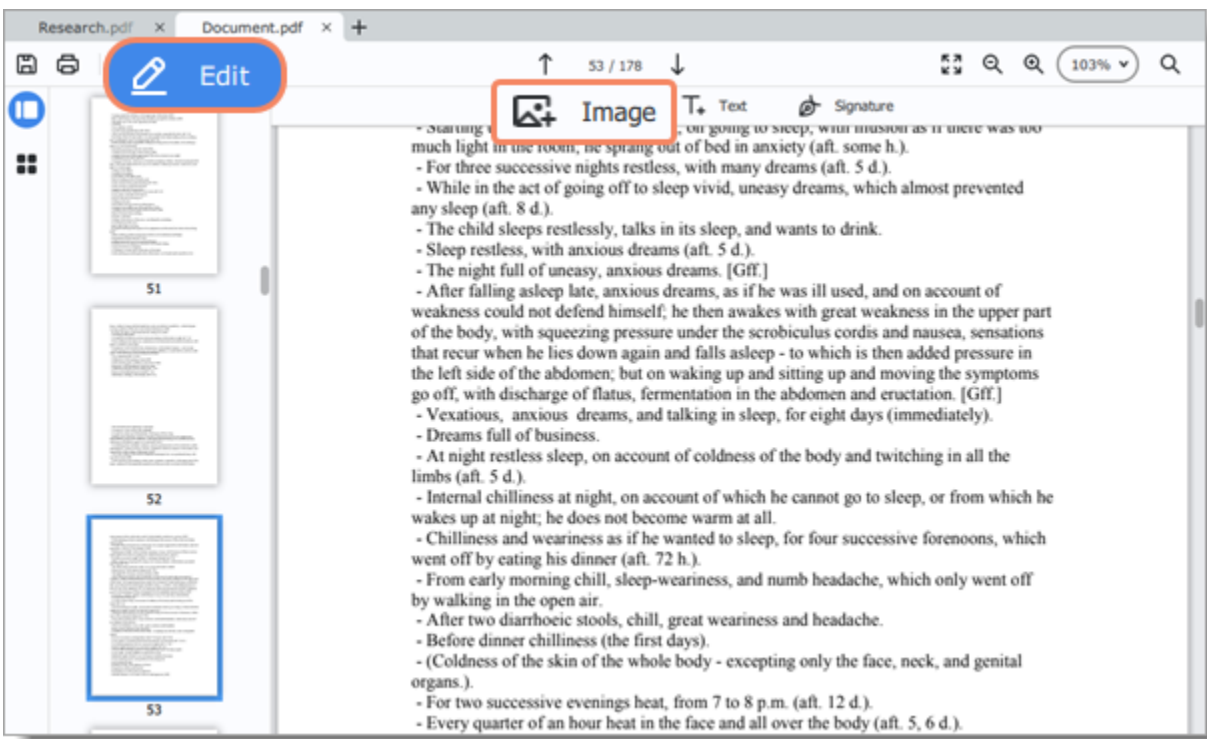 Research.pdf × Document.pdf × +
Edit
53 / 178
103%
Image
Text
Signature
- Starting on going to sleep, with illusion as if there was too
much light in the room, he sprang out of bed in anxiety (aft. some h.).
- For three successive nights restless, with many dreams (aft. 5 d.).
- While in the act of going off to sleep vivid, uneasy dreams, which almost prevented
any sleep (aft. 8 d.).
- The child sleeps restlessly, talks in its sleep, and wants to drink.
- Sleep restless, with anxious dreams (aft. 5 d.).
- The night full of uneasy, anxious dreams. [Gff.]
- After falling asleep late, anxious dreams, as if he was ill used, and on account of
weakness could not defend himself; he then awakes with great weakness in the upper part
of the body, with squeezing pressure under the scrobiculus cordis and nausea, sensations
that recur when he lies down again and falls asleep - to which is then added pressure in
the left side of the abdomen; but on waking up and sitting up and moving the symptoms
go off, with discharge of flatus, fermentation in the abdomen and eructation. [Gff.]
- Vexatious, anxious dreams, and talking in sleep, for eight days (immediately).
- Dreams full of business.
- At night restless sleep, on account of coldness of the body and twitching in all the
limbs (aft. 5 d.).
- Internal chilliness at night, on account of which he cannot go to sleep, or from which he
wakes up at night; he does not become warm at all.
- Chilliness and weariness as if he wanted to sleep, for four successive forenoons, which
went off by eating his dinner (aft. 72 h.).
- From early morning chill, sleep-weariness, and numb headache, which only went off
by walking in the open air.
- After two diarrhoeic stools, chill, great weariness and headache.
- Before dinner chilliness (the first days).
- (Coldness of the skin of the whole body - excepting only the face, neck, and genital
organs.).
- For two successive evenings heat, from 7 to 8 p.m. (aft. 12 d.).
- Every quarter of an hour heat in the face and all over the body (aft. 5, 6 d.).
51
52
53